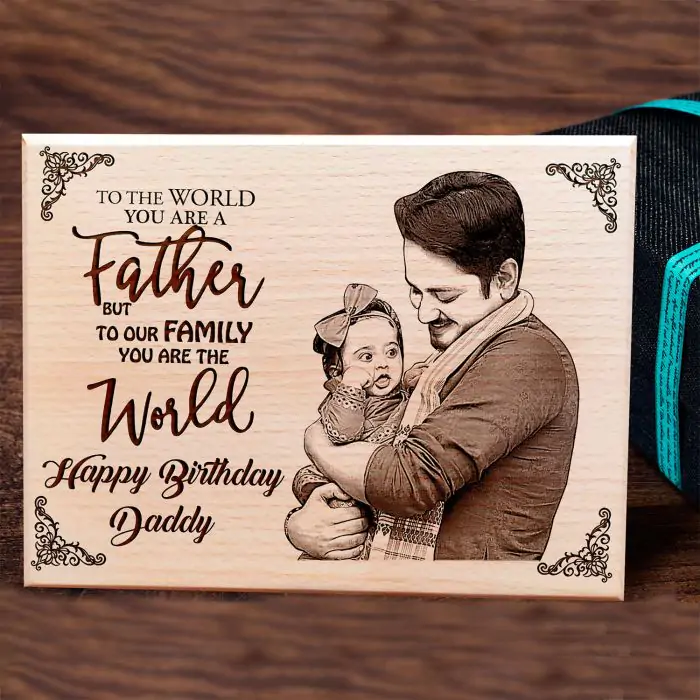 TO THE WORLD
YOU ARE A
Father
BUT
TO OUR FAMILY
YOU ARE THE
World
Happy Birthday
Daddy